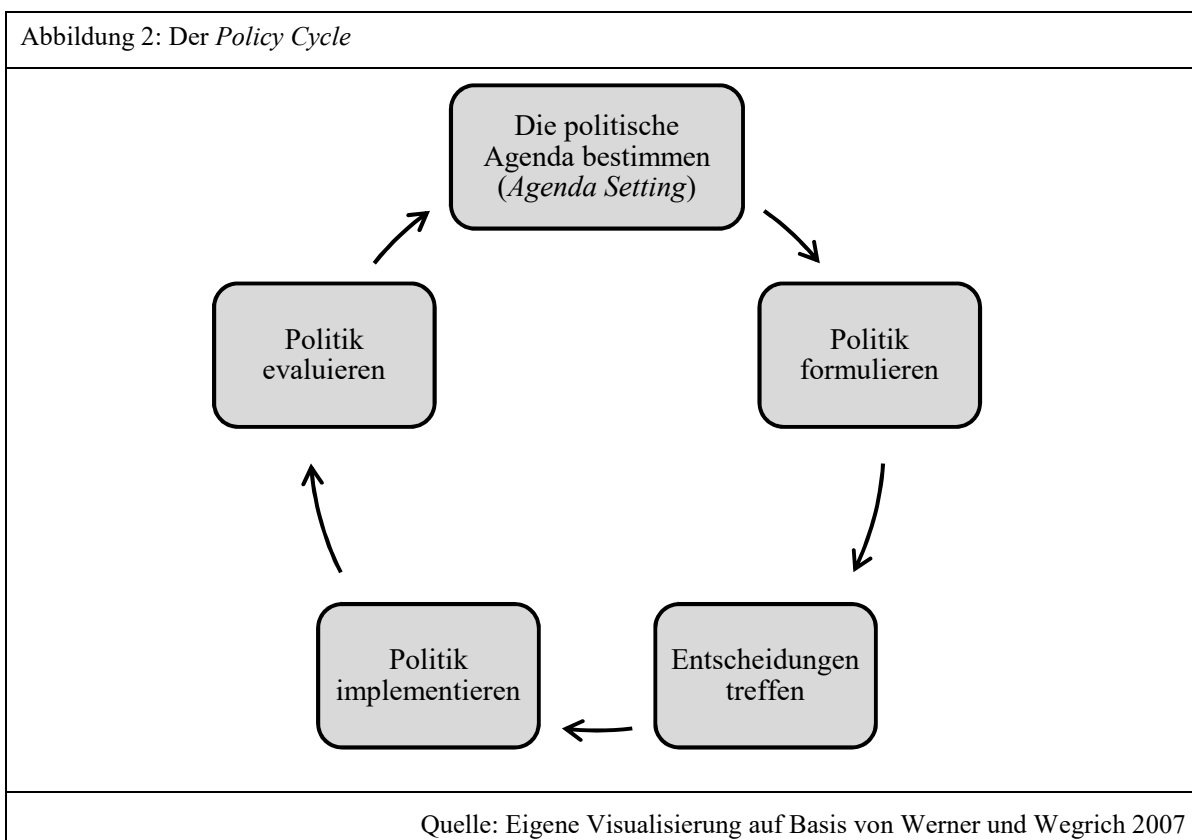 Abbildung 2: Der Policy Cycle
Die politische
Agenda bestimmen
(Agenda Setting)
Politik
formulieren
Entscheidungen
treffen
Politik
implementieren
Politik
evaluieren
Quelle: Eigene Visualisierung auf Basis von Werner und Wegrich 2007